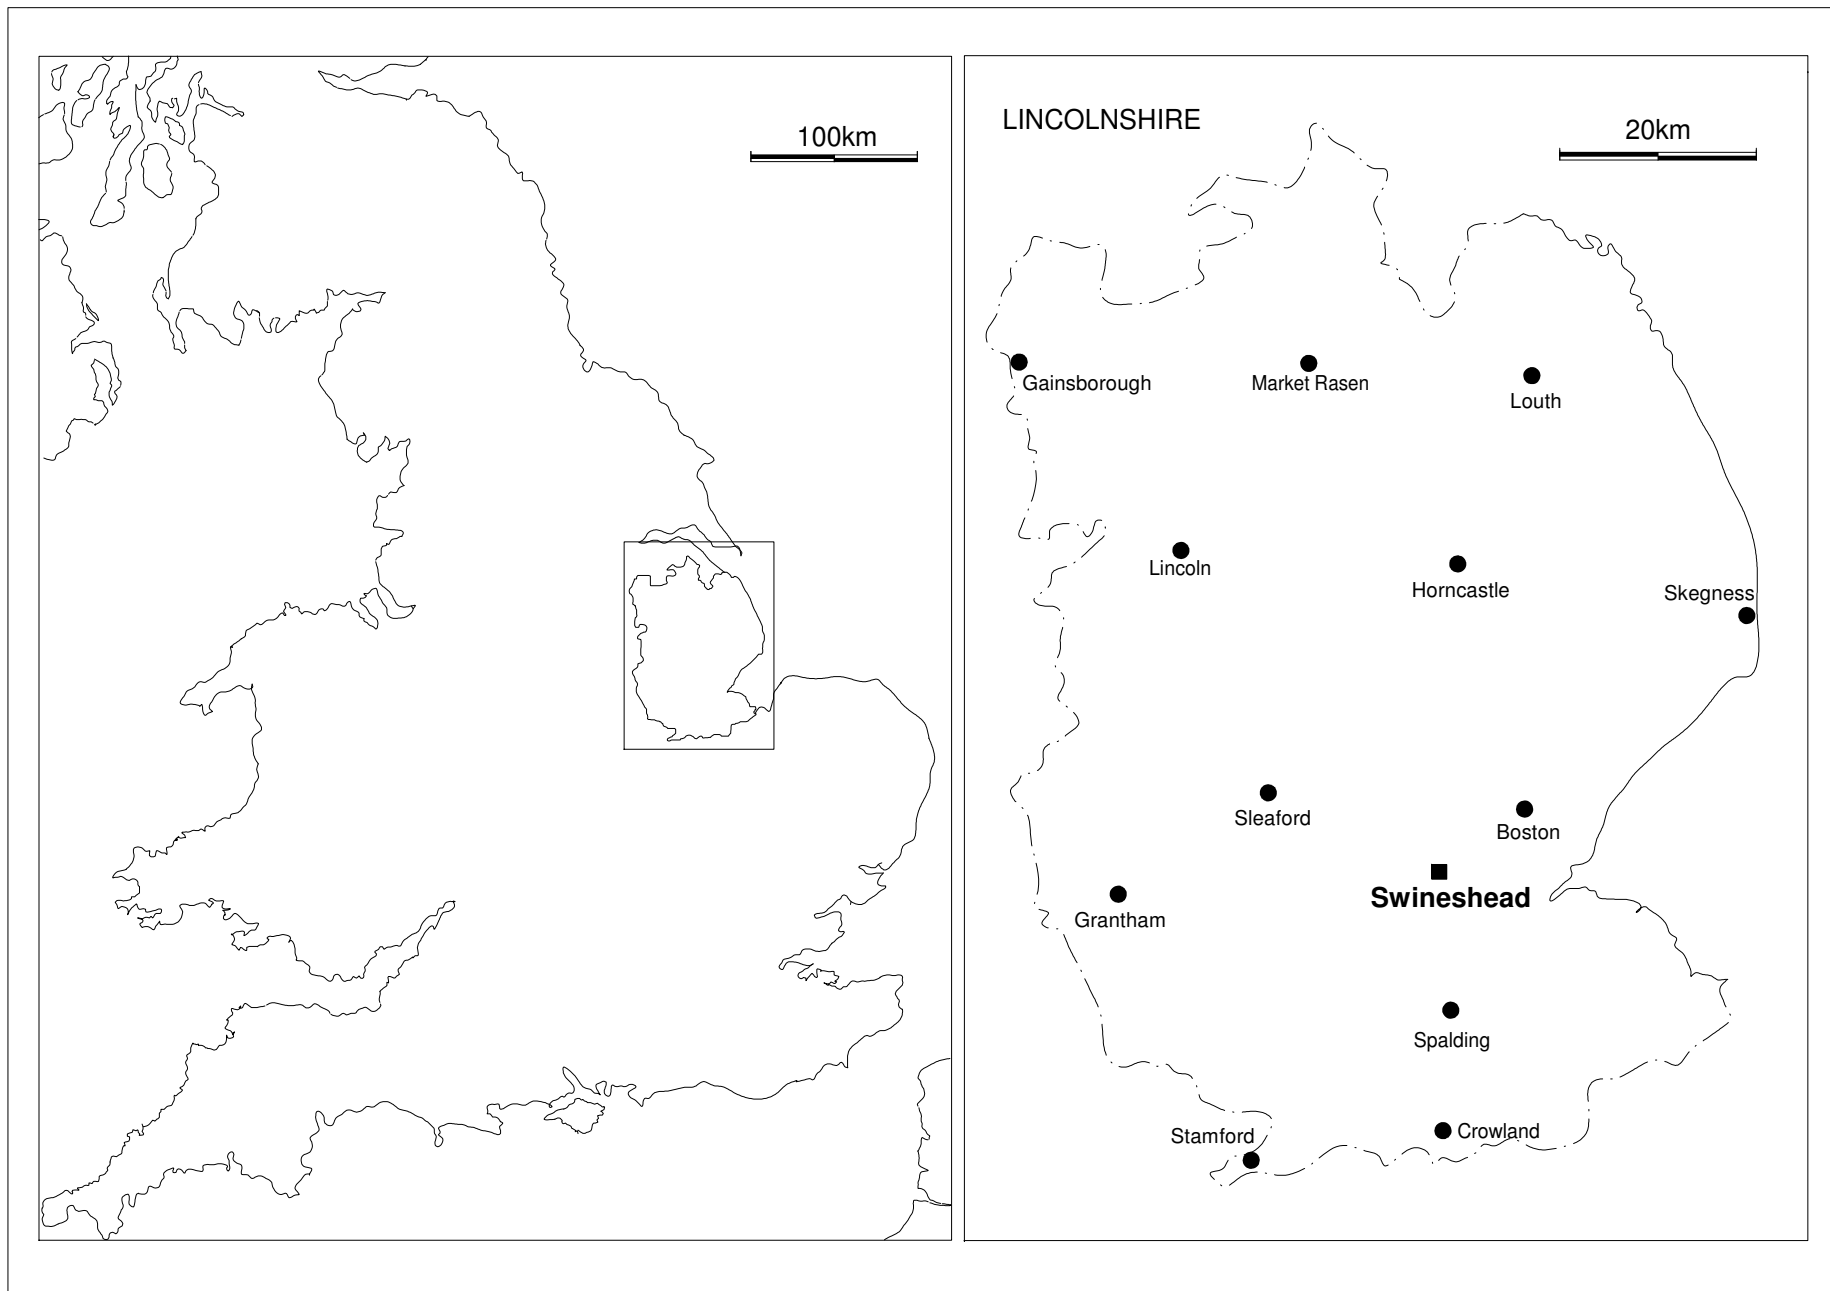 100km
LINCOLNSHIRE
20km
Gainsborough
Market Rasen
Louth
Lincoln
Horncastle
Skegness
Sleaford
Boston
Swineshead
Grantham
Spalding
Stamford
Crowland